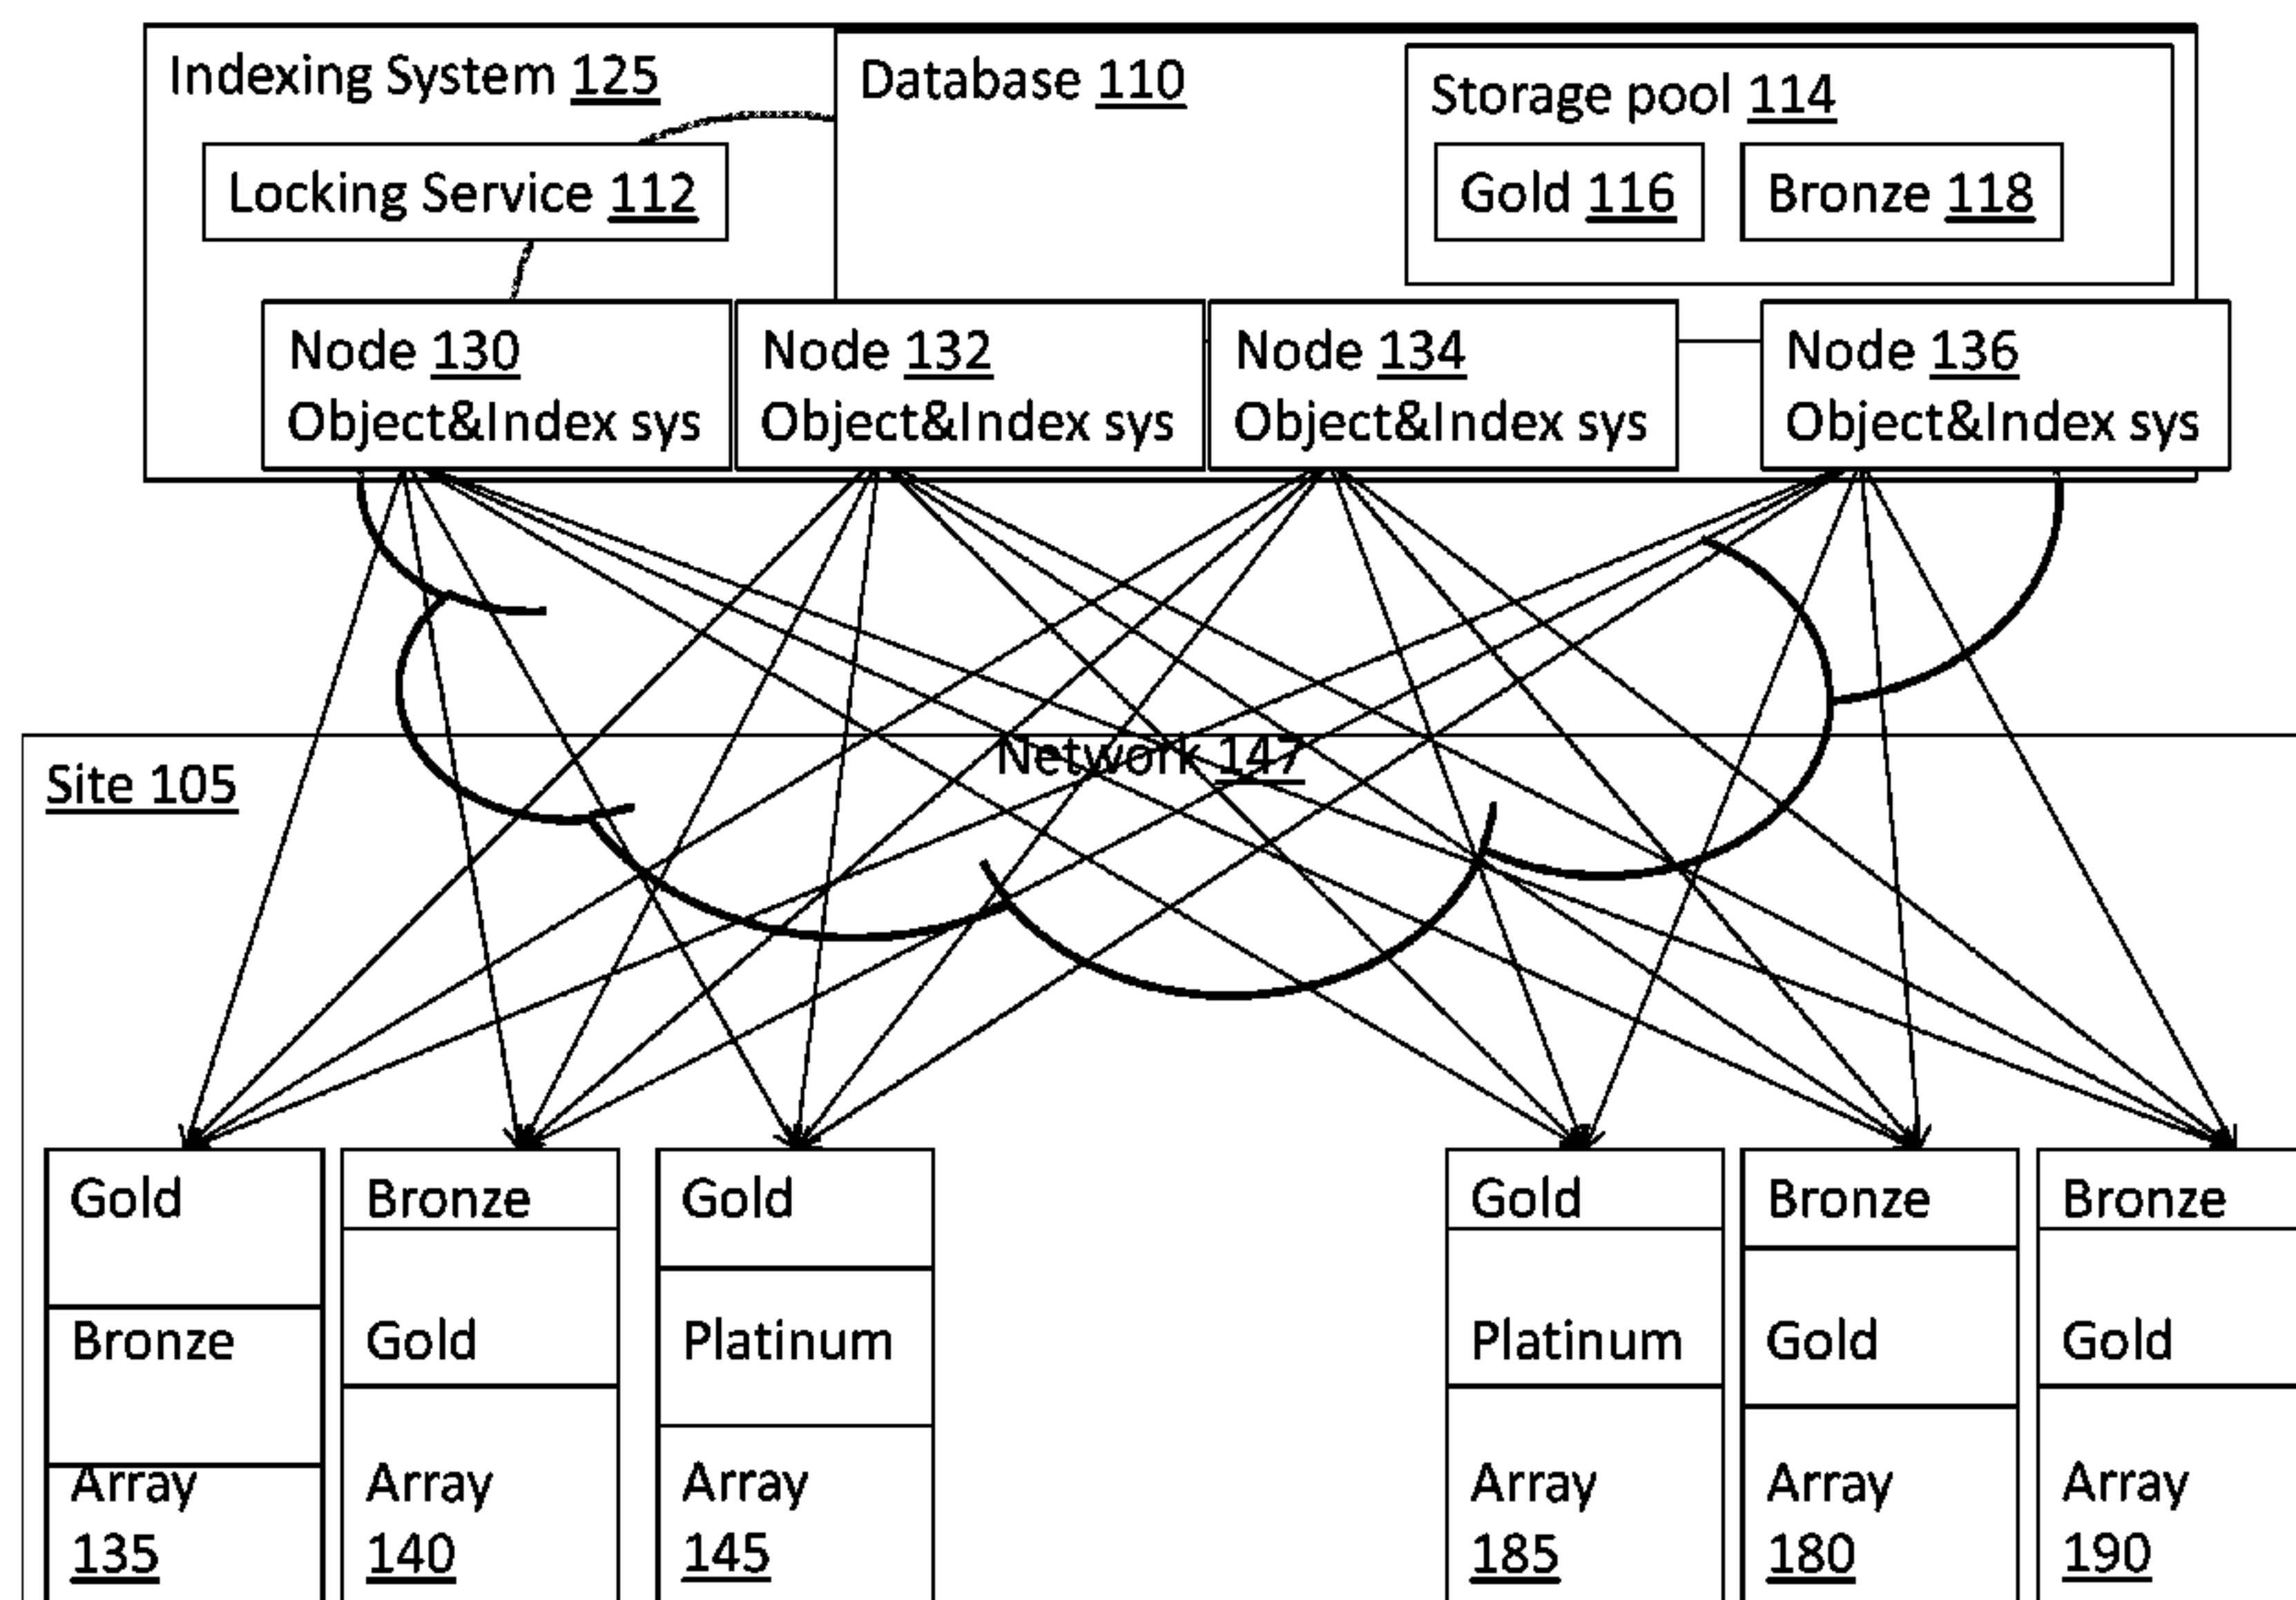 Indexing System 125
Database 110
Storage pool 114
Locking Service 112
Gold 116
Bronze 118
Node 130
Object&Index sys
Node 132
Object&Index sys
Node 134
Object&Index sys
Node 136
Object&Index sys
Network 147
Site 105
Gold
Bronze
Array
135
Bronze
Gold
Array
140
Gold
Platinum
Array
145
Gold
Platinum
Array
185
Bronze
Gold
Array
180
Bronze
Gold
Array
190